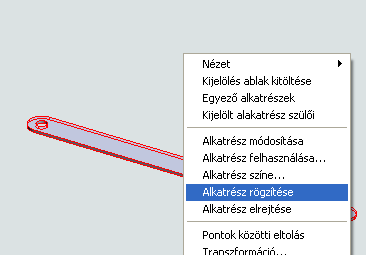 Nézet
Kijelölés ablak kitöltése
Egyező alkatrészek
Kijelölt alakatrész szülői
Alkatrész módosítása
Alkatrész felhasználása...
Alkatrész színe...
Alkatrész rögzítése
Alkatrész elrejtése
Pontok közötti eltolás
Transzformáció...